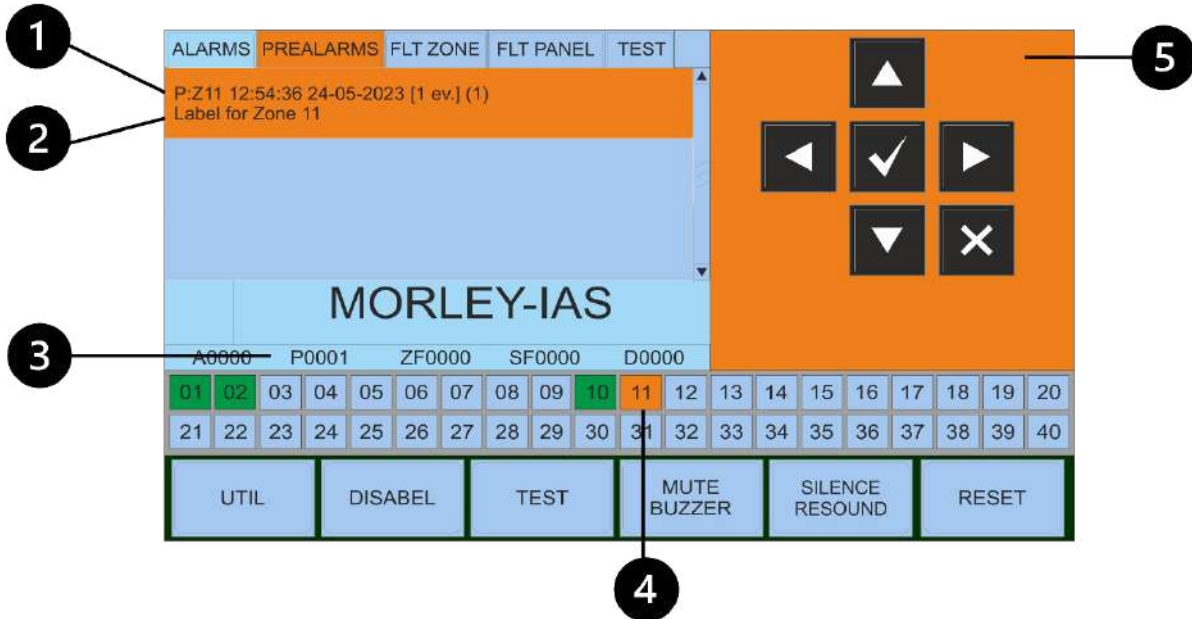 1
2
3
4
5
ALARMS PREALARMS FLT ZONE FLT PANEL TEST
P:Z11 12:54:36 24-05-2023 [1 ev.] (1)
Label for Zone 11
MORLEY-IAS
A0000 P0001 ZF0000 SF0000 D0000
01 02 03 04 05 06 07 08 09 10 11 12 13 14 15 16 17 18 19 20
21 22 23 24 25 26 27 28 29 30 31 32 33 34 35 36 37 38 39 40
UTIL
DISABEL
TEST
MUTE
BUZZER
SILENCE
RESOUND
RESET